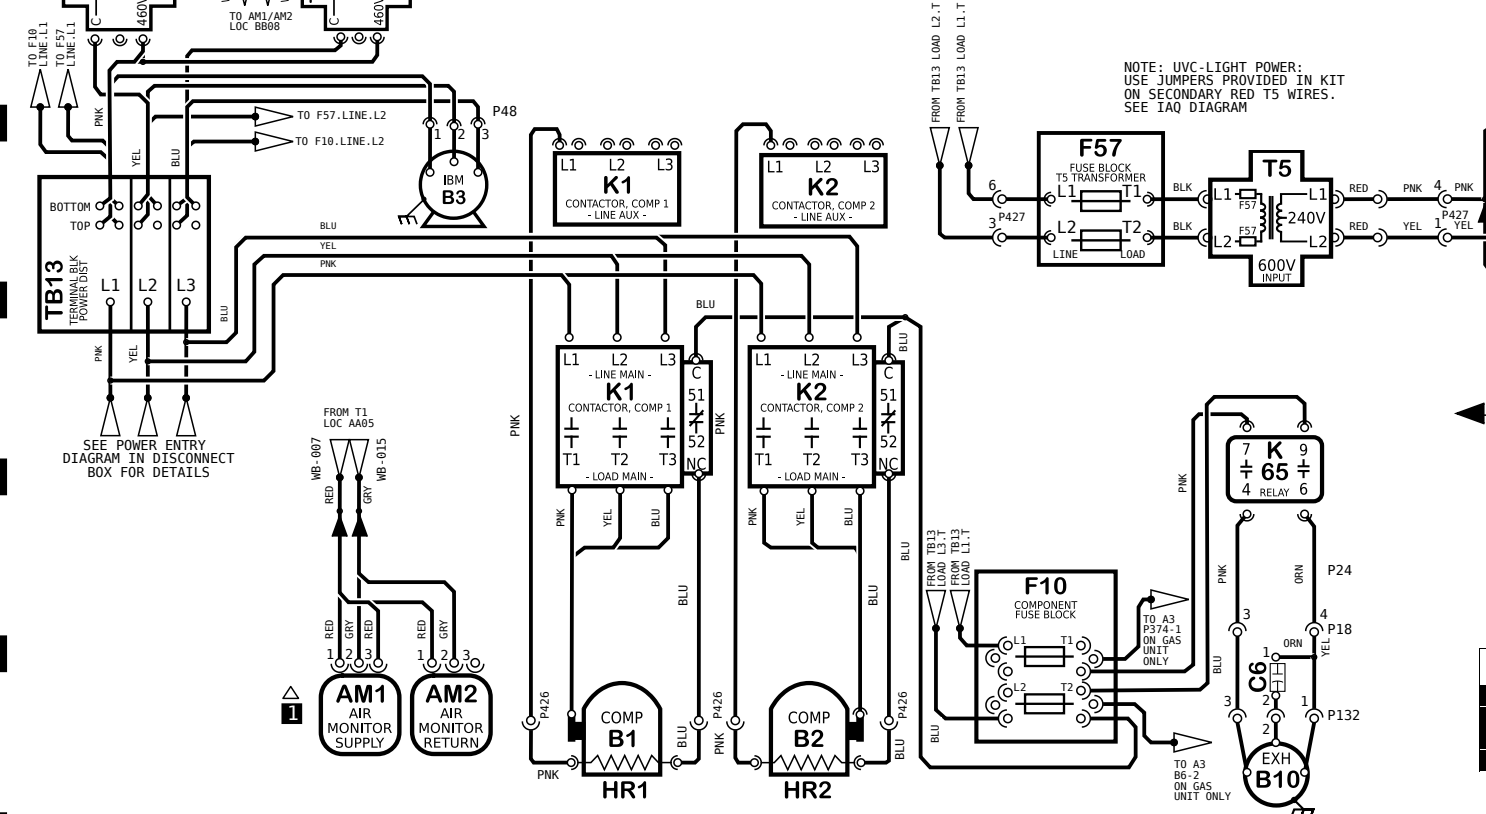 TO AM1/AM2
LOC BB08
C
460V
C
460V
TO F10
LINE.L1
TO F57
LINE.L1
PNK
YEL
BLU
TO F57.LINE.L2
TO F10.LINE.L2
P48
1
2
3
IBM
B3
BOTTOM
TOP
TB13
TERMINAL BLK
POWER DIST
L1
L2
L3
BLU
YEL
PNK
BLU
PNK
YEL
SEE POWER ENTRY
DIAGRAM IN DISCONNECT
BOX FOR DETAILS
L1 L2 L3
K1
CONTACTOR, COMP 1
- LINE AUX -
L1 L2 L3
K2
CONTACTOR, COMP 2
- LINE AUX -
FROM TB13 LOAD L2.T
FROM TB13 LOAD L1.T
NOTE: UVC-LIGHT POWER:
USE JUMPERS PROVIDED IN KIT
ON SECONDARY RED T5 WIRES.
SEE IAQ DIAGRAM
F57
FUSE BLOCK
T5 TRANSFORMER
L1 T1
L2 T2
LINE LOAD
6
P427
3
BLK
BLK
T5
L1 L1
F57
240V
F57
L2 L2
600V
INPUT
RED
PNK
4
PNK
P427
RED
YEL
1
YEL
BLU
BLU
PNK
PNK
L1 L2 L3
- LINE MAIN -
K1
CONTACTOR, COMP 1
T1 T2 T3
- LOAD MAIN -
C
51
52
NC
L1 L2 L3
- LINE MAIN -
K2
CONTACTOR, COMP 2
T1 T2 T3
- LOAD MAIN -
C
51
52
NC
PNK
YEL
BLU
PNK
YEL
BLU
BLU
BLU
BLU
FROM T1
LOC AA05
WB-007
WB-015
RED
GRY
RED
GRY
RED
RED
GRY
1 2 3
1 2 3
AM1
AIR
MONITOR
SUPPLY
AM2
AIR
MONITOR
RETURN
1
P426
PNK
COMP
B1
HR1
BLU
P426
PNK
COMP
B2
HR2
BLU
P426
FROM TB13
LOAD L3.T
FROM TB13
LOAD L1.T
BLU
F10
COMPONENT
FUSE BLOCK
L1 T1
L2 T2
TO A3
P374-1
ON GAS
UNIT
ONLY
TO A3
B6-2
ON GAS
UNIT ONLY
PNK
BLU
K
65
7 9
4 6
RELAY
PNK
ORN
P24
3
4
P18
ORN
YEL
1
C6
2
3
1
P132
2
EXH
B10